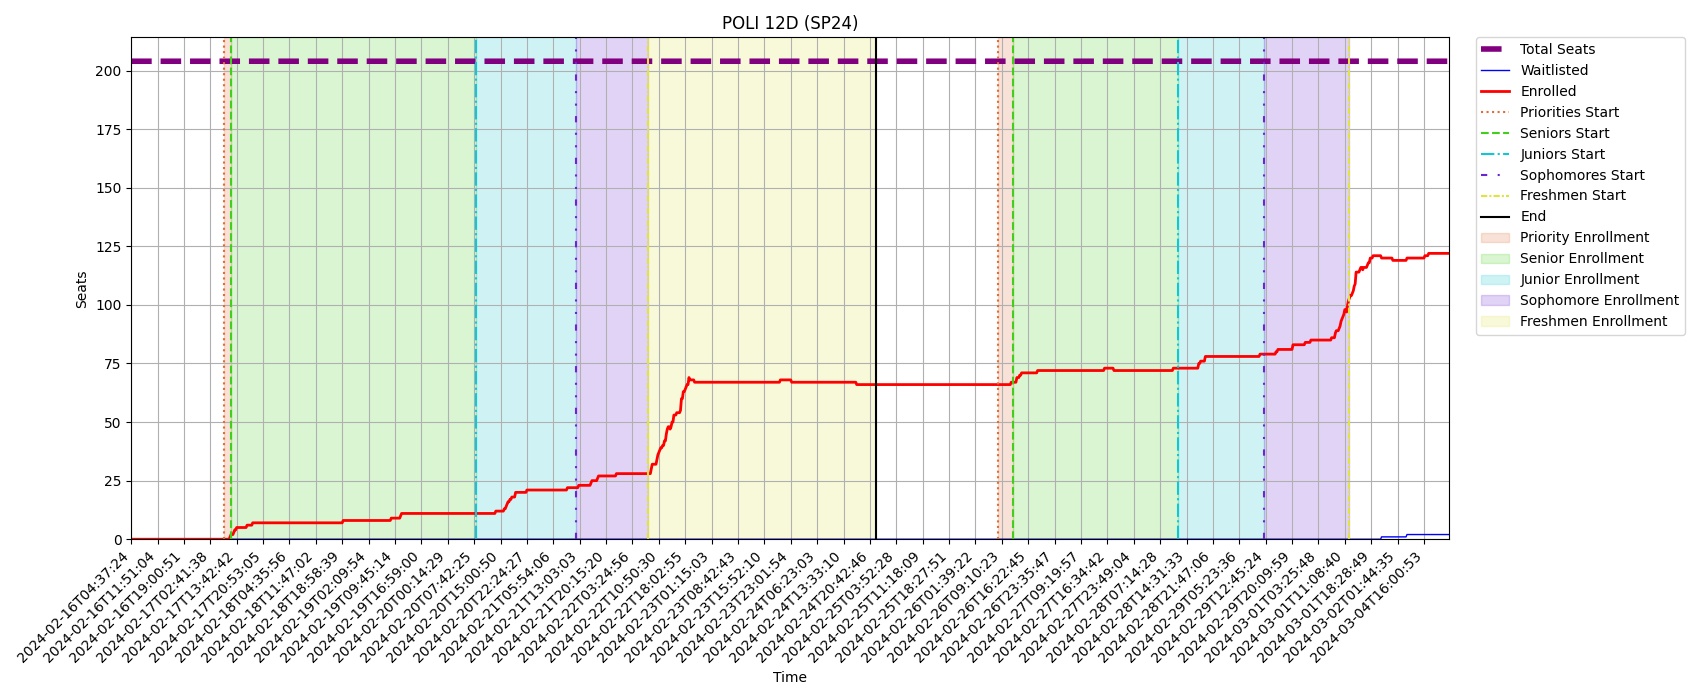 POLI 12D (SP24)
Seats
200
175
150
125
100
75
50
25
0
Total Seats
Waitlisted
Enrolled
Priorities Start
Seniors Start
Juniors Start
Sophomores Start
Freshmen Start
End
Priority Enrollment
Senior Enrollment
Junior Enrollment
Sophomore Enrollment
Freshmen Enrollment
2024-02-16T04:37:24
2024-02-16T11:51:04
2024-02-16T19:00:51
2024-02-17T02:41:38
2024-02-17T13:42:42
2024-02-17T20:53:05
2024-02-18T04:35:56
2024-02-18T11:47:02
2024-02-18T18:58:39
2024-02-19T02:09:54
2024-02-19T09:45:14
2024-02-19T16:59:00
2024-02-20T00:14:29
2024-02-20T07:42:25
2024-02-20T15:00:50
2024-02-20T22:24:27
2024-02-21T05:54:06
2024-02-21T13:03:03
2024-02-21T20:15:20
2024-02-22T03:24:56
2024-02-22T10:50:30
2024-02-22T18:02:55
2024-02-23T01:15:03
2024-02-23T08:42:43
2024-02-23T15:52:10
2024-02-23T23:01:54
2024-02-24T06:23:03
2024-02-24T13:33:10
2024-02-24T20:42:46
2024-02-25T03:52:28
2024-02-25T11:18:09
2024-02-25T18:27:51
2024-02-26T01:39:22
2024-02-26T09:10:23
2024-02-26T16:22:45
2024-02-26T23:35:47
2024-02-27T09:19:57
2024-02-27T16:34:42
2024-02-27T23:49:04
2024-02-28T07:14:28
2024-02-28T14:31:33
2024-02-28T21:47:06
2024-02-29T05:23:36
2024-02-29T12:45:24
2024-02-29T20:09:59
2024-03-01T03:25:48
2024-03-01T11:08:40
2024-03-01T18:28:49
2024-03-02T01:44:35
2024-03-04T16:00:53
Time